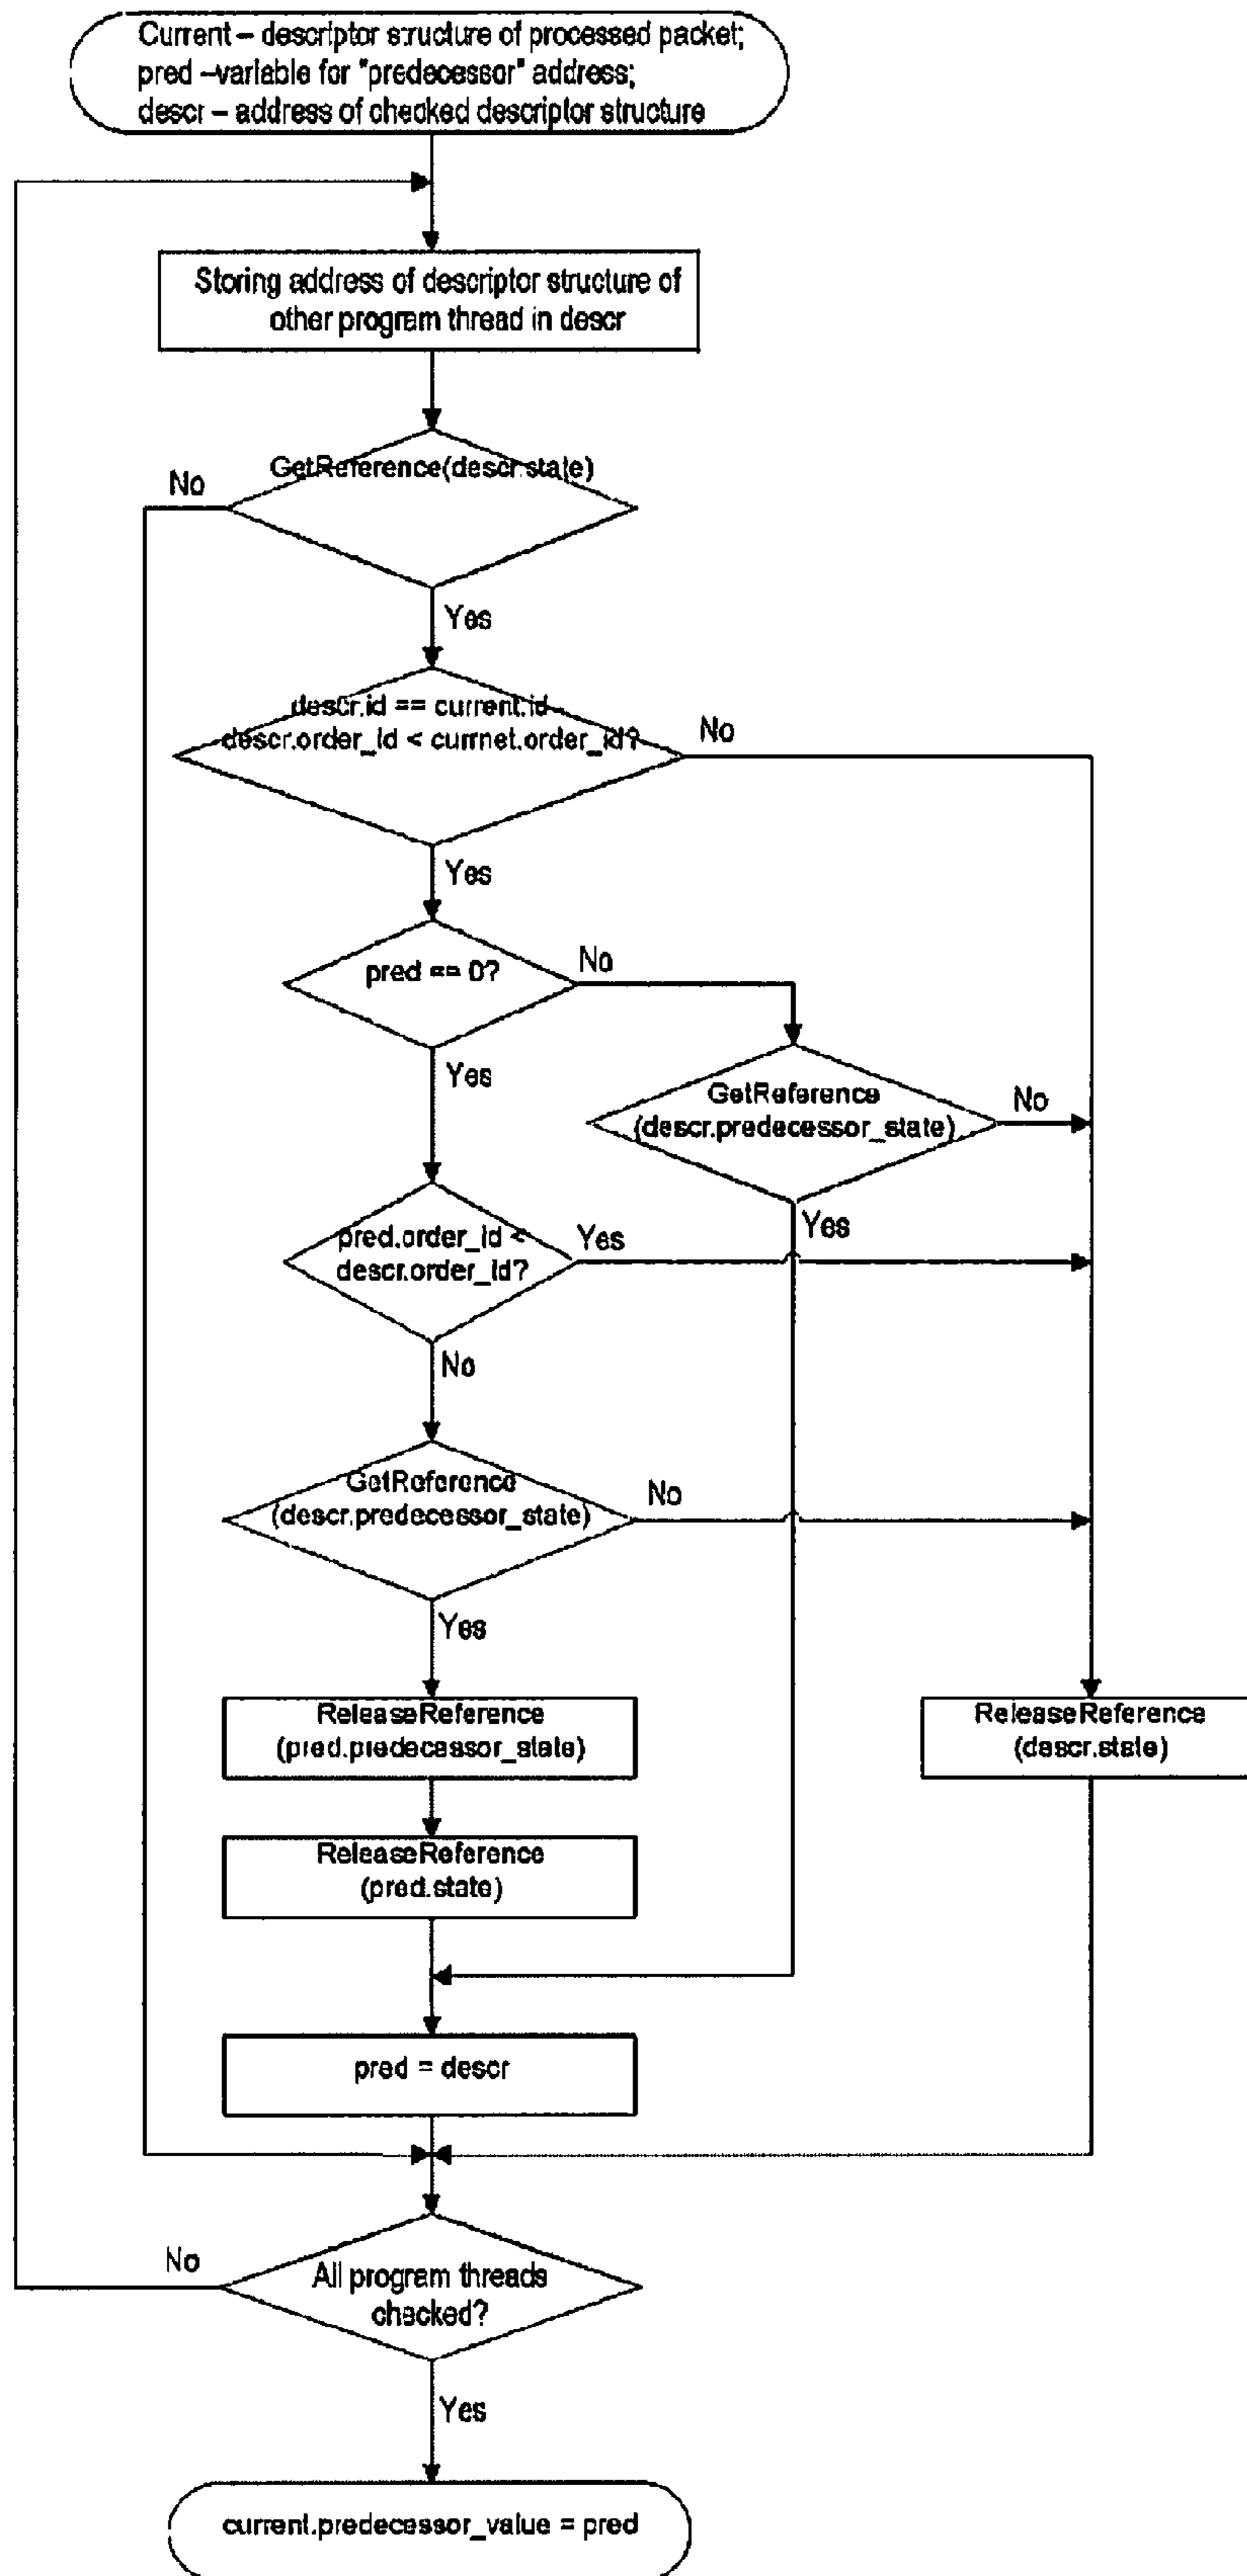 Current – descriptor structure of processed packet;
pred –variable for "predecessor" address;
descr – address of checked descriptor structure
Storing address of descriptor structure of
other program thread in descr
GetReference(descr.state)
No
Yes
descr.id == current.id
descr.order_id < currnet.order_id?
No
Yes
pred == 0?
No
Yes
GetReference
(descr.predecessor_state)
No
Yes
pred.order_id <
descr.order_id?
Yes
No
GetReference
(descr.predecessor_state)
No
Yes
ReleaseReference
(pred.predecessor_state)
ReleaseReference
(descr.state)
ReleaseReference
(pred.state)
pred = descr
No
All program threads
checked?
Yes
current.predecessor_value = pred